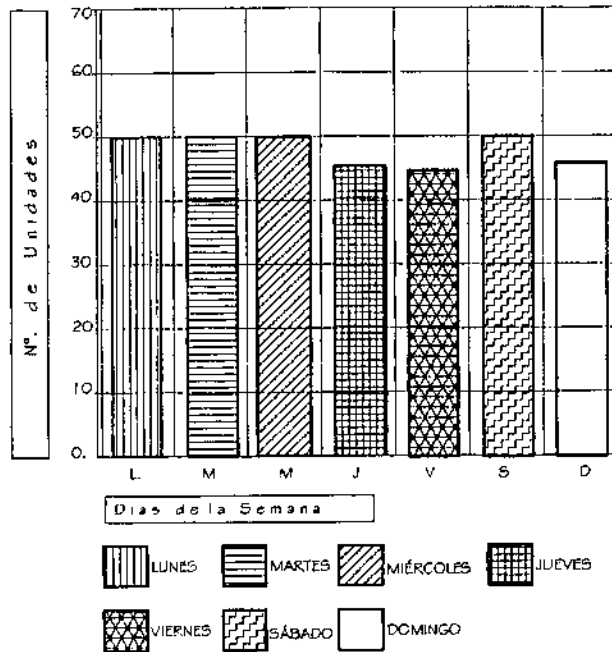 70
60
50
40
30
20
10
0.
Nº. de Unidades
L M M J V S D
Días de la Semana
LUNES MARTES MIÉRCOLES JUEVES
VIERNES SÁBADO DOMINGO